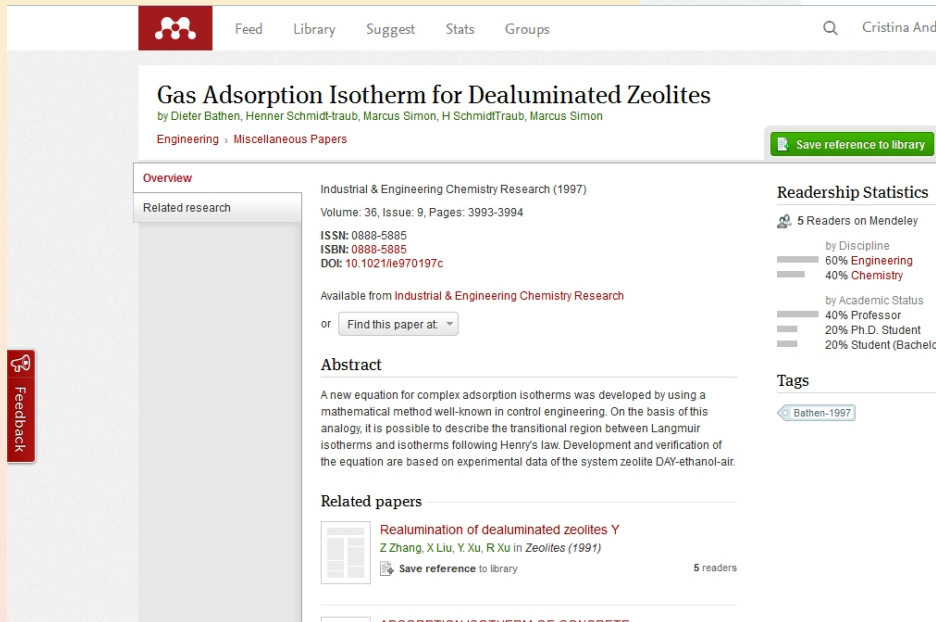 Feed Library Suggest Stats Groups Cristina And
Gas Adsorption Isotherm for Dealuminated Zeolites
by Dieter Bathen, Henner Schmidt-traub, Marcus Simon, H SchmidtTraub, Marcus Simon
Engineering › Miscellaneous Papers
Save reference to library
Overview
Related research
Industrial & Engineering Chemistry Research (1997)
Volume: 36, Issue: 9, Pages: 3993-3994
ISSN: 0888-5885
ISBN: 0888-5885
DOI: 10.1021/ie970197c
Available from Industrial & Engineering Chemistry Research
or Find this paper at:
Abstract
A new equation for complex adsorption isotherms was developed by using a
mathematical method well-known in control engineering. On the basis of this
analogy, it is possible to describe the transitional region between Langmuir
isotherms and isotherms following Henry's law. Development and verification of
the equation are based on experimental data of the system zeolite DAY-ethanol-air.
Related papers
Realumination of dealuminated zeolites Y
Z Zhang, X Liu, Y. Xu, R Xu in Zeolites (1991)
Save reference to library 5 readers
ADSORPTION ISOTHERM OF CONCRETE
Readership Statistics
5 Readers on Mendeley
by Discipline
60% Engineering
40% Chemistry
by Academic Status
40% Professor
20% Ph.D. Student
20% Student (Bachelo
Tags
Bathen-1997
Feedback